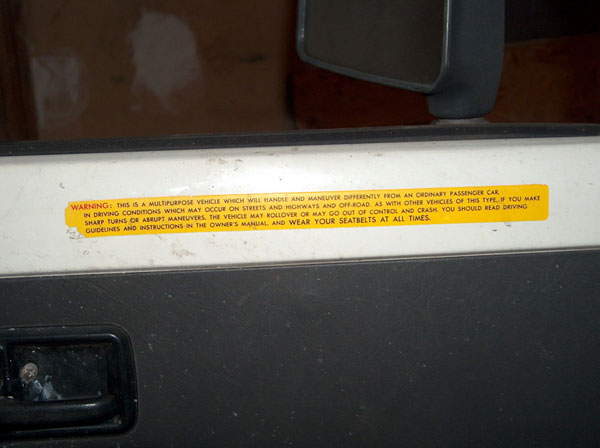 WARNING: THIS IS A MULTIPURPOSE VEHICLE WHICH WILL HANDLE AND MANEUVER DIFFERENTLY FROM AN ORDINARY PASSENGER CAR,
IN DRIVING CONDITIONS WHICH MAY OCCUR ON STREETS AND HIGHWAYS AND OFF-ROAD. AS WITH OTHER VEHICLES OF THIS TYPE, IF YOU MAKE
SHARP TURNS OR ABRUPT MANEUVERS, THE VEHICLE MAY ROLLOVER OR MAY GO OUT OF CONTROL AND CRASH. YOU SHOULD READ DRIVING
GUIDELINES AND INSTRUCTIONS IN THE OWNER'S MANUAL, AND WEAR YOUR SEATBELTS AT ALL TIMES.